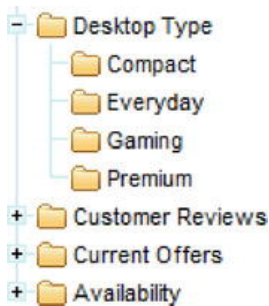 Desktop Type
Compact
Everyday
Gaming
Premium
Customer Reviews
Current Offers
Availability